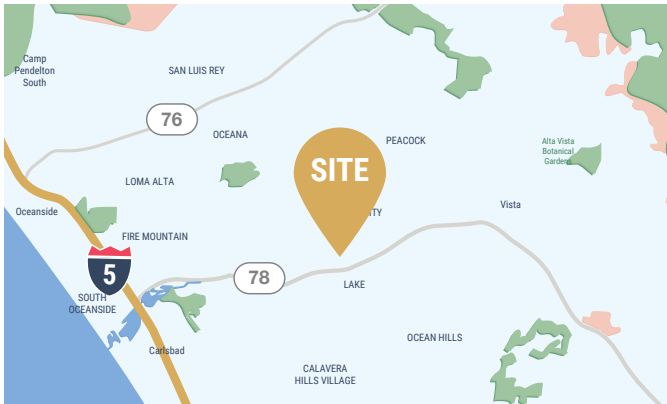 Camp
Pendelton
South
SAN LUIS REY
76
OCEANA
PEACOCK
Alta Vista
Botanical
Gardens
SITE
LOMA ALTA
Oceanside
Vista
FIRE MOUNTAIN
5
78
LAKE
SOUTH
OCEANSIDE
OCEAN HILLS
Carlsbad
CALAVERA
HILLS VILLAGE